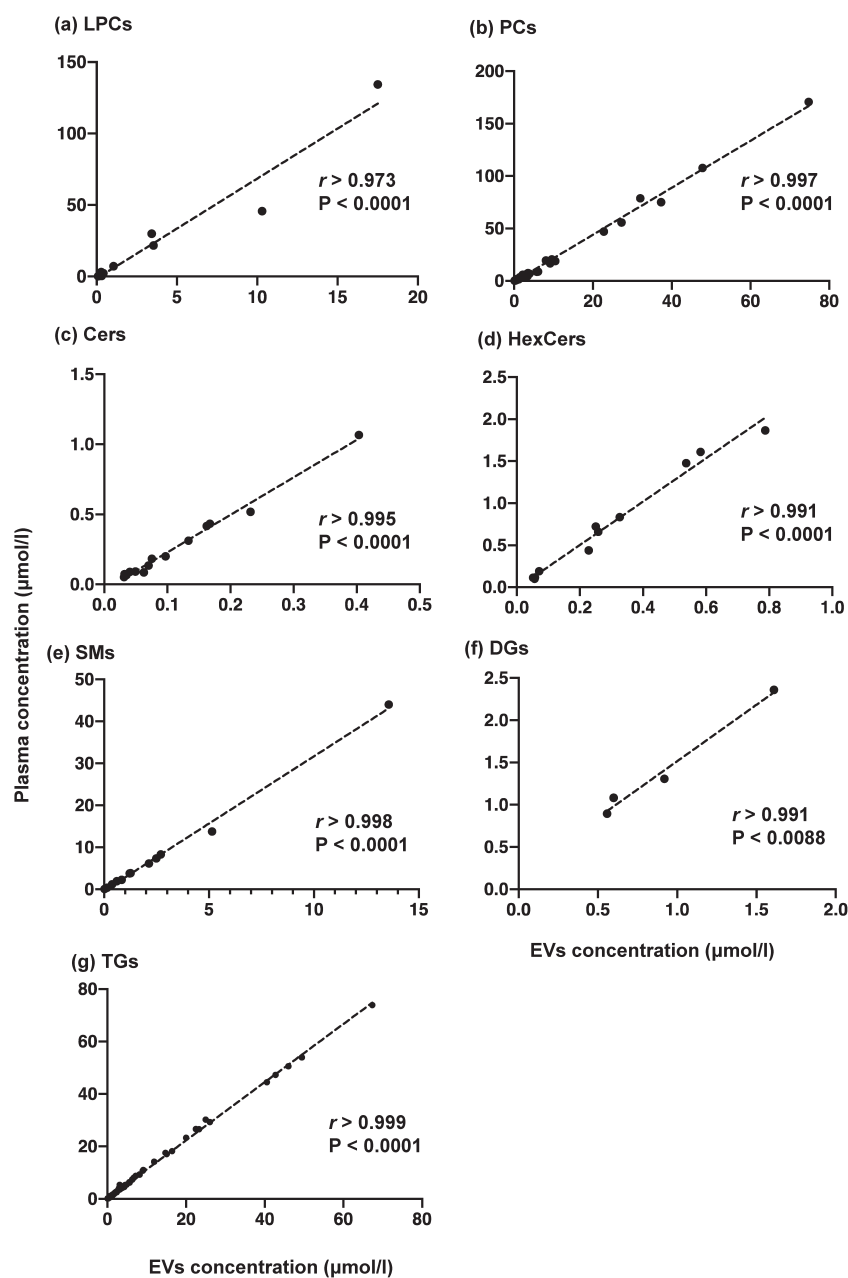 (a) LPCs
150
100
50
0
0 5 10 15 20
r > 0.973
P < 0.0001
(b) PCs
200
150
100
50
0
0 20 40 60 80
r > 0.997
P < 0.0001
(c) Cers
1.5
1.0
0.5
0.0
0.0 0.1 0.2 0.3 0.4 0.5
r > 0.995
P < 0.0001
(d) HexCers
2.5
2.0
1.5
1.0
0.5
0.0
0.0 0.2 0.4 0.6 0.8 1.0
r > 0.991
P < 0.0001
Plasma concentration (µmol/l)
(e) SMs
50
40
30
20
10
0
0 5 10 15
r > 0.998
P < 0.0001
(f) DGs
2.5
2.0
1.5
1.0
0.5
0.0
0.0 0.5 1.0 1.5 2.0
r > 0.991
P < 0.0088
EVs concentration (µmol/l)
(g) TGs
80
60
40
20
0
0 20 40 60 80
r > 0.999
P < 0.0001
EVs concentration (µmol/l)